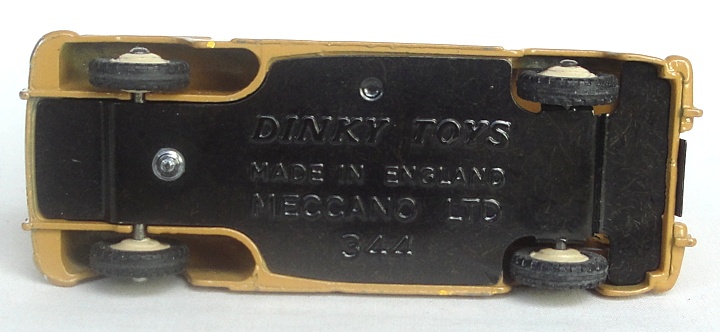 DINKY TOYS
MADE IN ENGLAND
MECCANO LTD
344